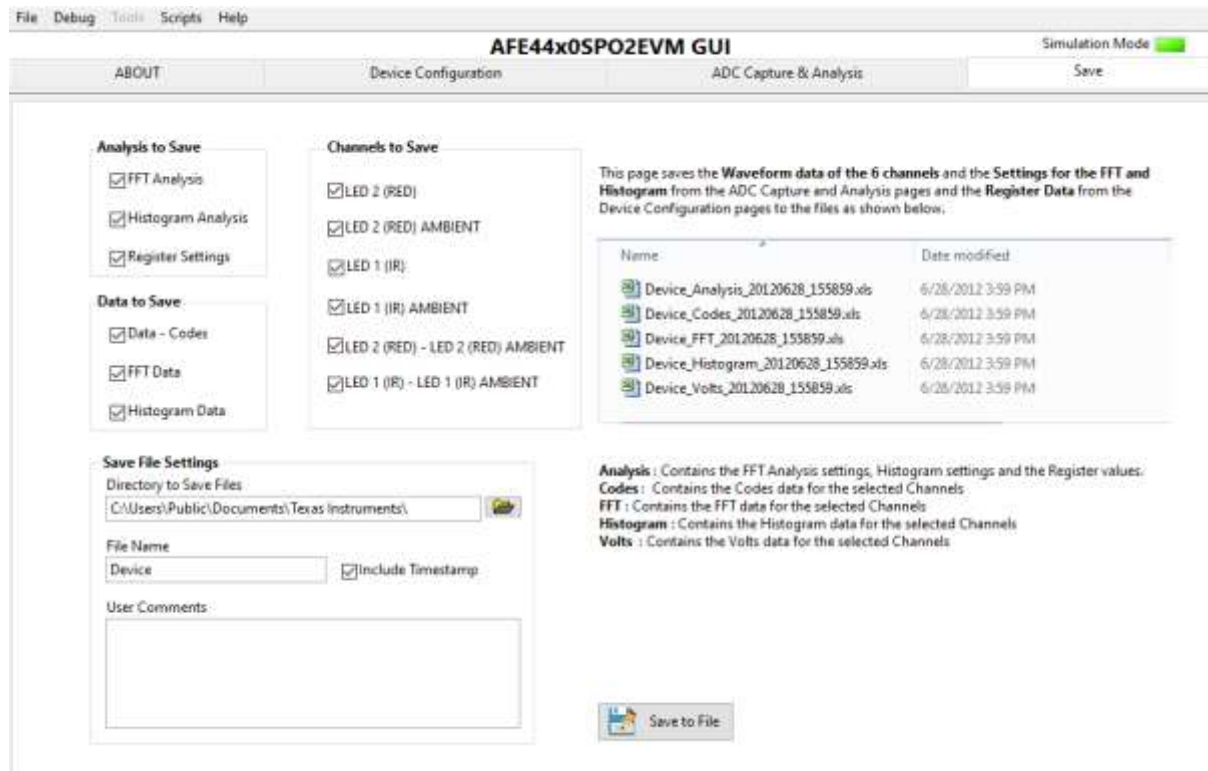 File Debug Tools Scripts Help
AFE44x0SPO2EVM GUI
Simulation Mode
ABOUT
Device Configuration
ADC Capture & Analysis
Save
Analysis to Save
FFT Analysis
Histogram Analysis
Register Settings
Data to Save
Data - Codes
FFT Data
Histogram Data
Channels to Save
LED 2 (RED)
LED 2 (RED) AMBIENT
LED 1 (IR)
LED 1 (IR) AMBIENT
LED 2 (RED) - LED 2 (RED) AMBIENT
LED 1 (IR) - LED 1 (IR) AMBIENT
This page saves the Waveform data of the 6 channels and the Settings for the FFT and
Histogram from the ADC Capture and Analysis pages and the Register Data from the
Device Configuration pages to the files as shown below.
Name Date modified
Device_Analysis_20120628_155859.xls 6/28/2012 3:59 PM
Device_Codes_20120628_155859.xls 6/28/2012 3:59 PM
Device_FFT_20120628_155859.xls 6/28/2012 3:59 PM
Device_Histogram_20120628_155859.xls 6/28/2012 3:59 PM
Device_Volts_20120628_155859.xls 6/28/2012 3:59 PM
Save File Settings
Directory to Save Files
C:\Users\Public\Documents\Texas Instruments\
File Name
Device
Include Timestamp
User Comments
Analysis : Contains the FFT Analysis settings, Histogram settings and the Register values.
Codes : Contains the Codes data for the selected Channels
FFT : Contains the FFT data for the selected Channels
Histogram : Contains the Histogram data for the selected Channels
Volts : Contains the Volts data for the selected Channels
Save to File